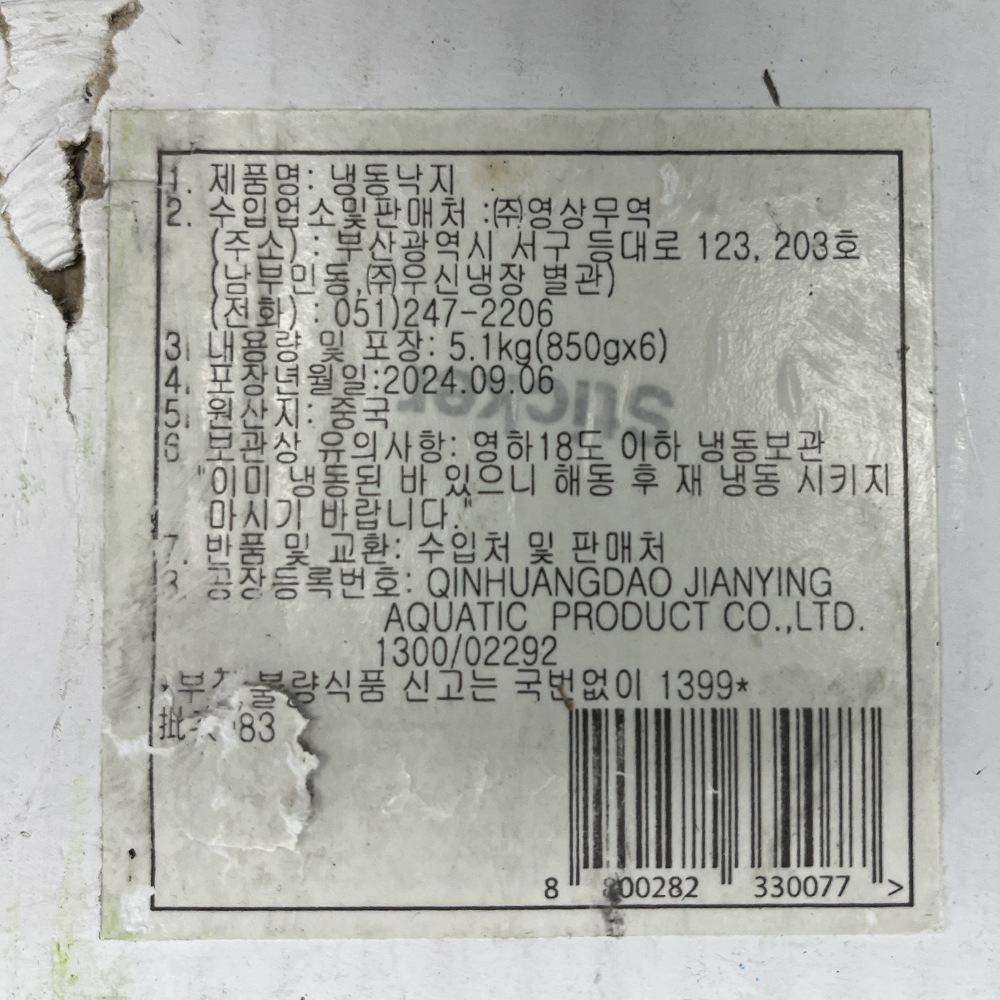 1. 제품명: 냉동낙지
2. 수입업소및판매처 :㈜영상무역
(주소) : 부산광역시 서구 등대로 123, 203호
(남부민동,㈜우신냉장 별관)
(전화) : 051)247-2206
3. 내용량 및 포장: 5.1kg(850gx6)
4. 포장년월일:2024.09.06
5. 원산지: 중국
6 보관상 유의사항: 영하18도 이하 냉동보관
"이미 냉동된 바 있으니 해동 후 재 냉동 시키지
마시기 바랍니다."
7. 반품 및 교환: 수입처 및 판매처
8. 공장등록번호: QINHUANGDAO JIANYING
AQUATIC PRODUCT CO.,LTD.
1300/02292
불량식품 신고는 국번없이 1399*
批 83
sticker
8 800282 330077 >